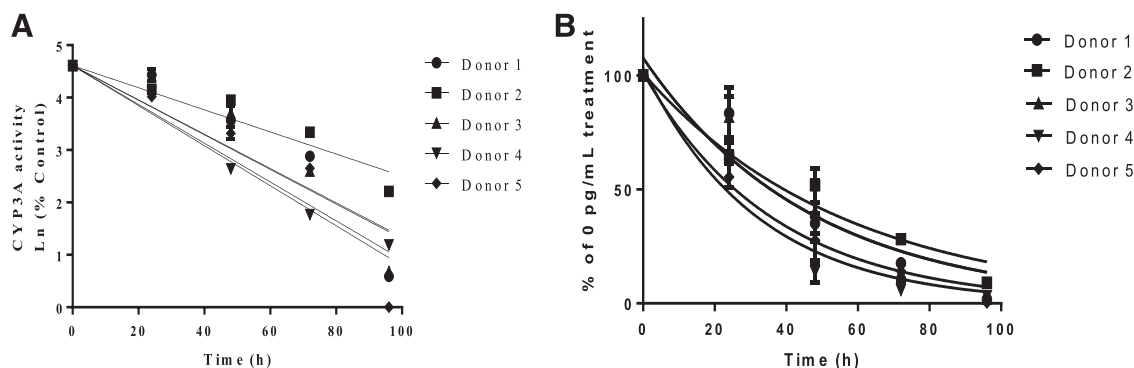 A
CYP3A activity
Ln (% Control)
5
4
3
2
1
0
0 20 40 60 80 100
Time (h)
Donor 1
Donor 2
Donor 3
Donor 4
Donor 5
B
% of 0 pg/mL treatment
100
50
0
0 20 40 60 80 100
Time (h)
Donor 1
Donor 2
Donor 3
Donor 4
Donor 5